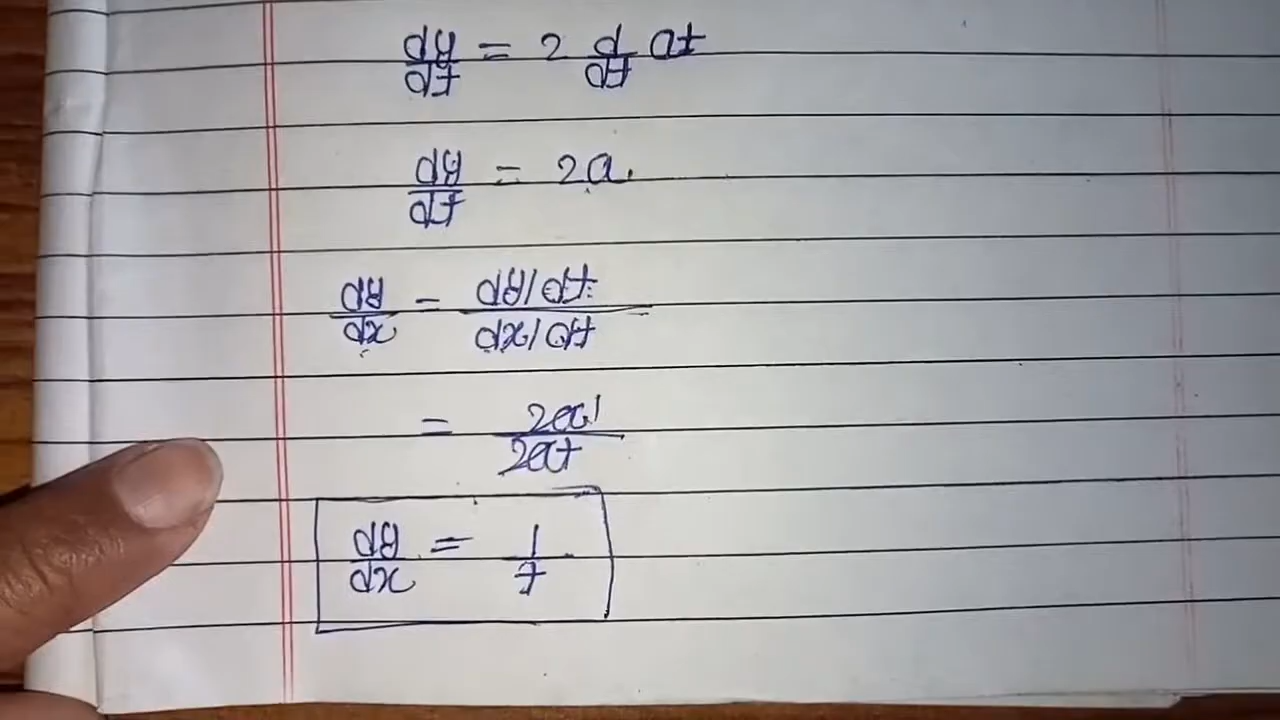 dy/dt = 2 d/dt at
dy/dt = 2a.
dy/dx = (dy/dt)/(dx/dt)
= 2a/2at
dy/dx = 1/t